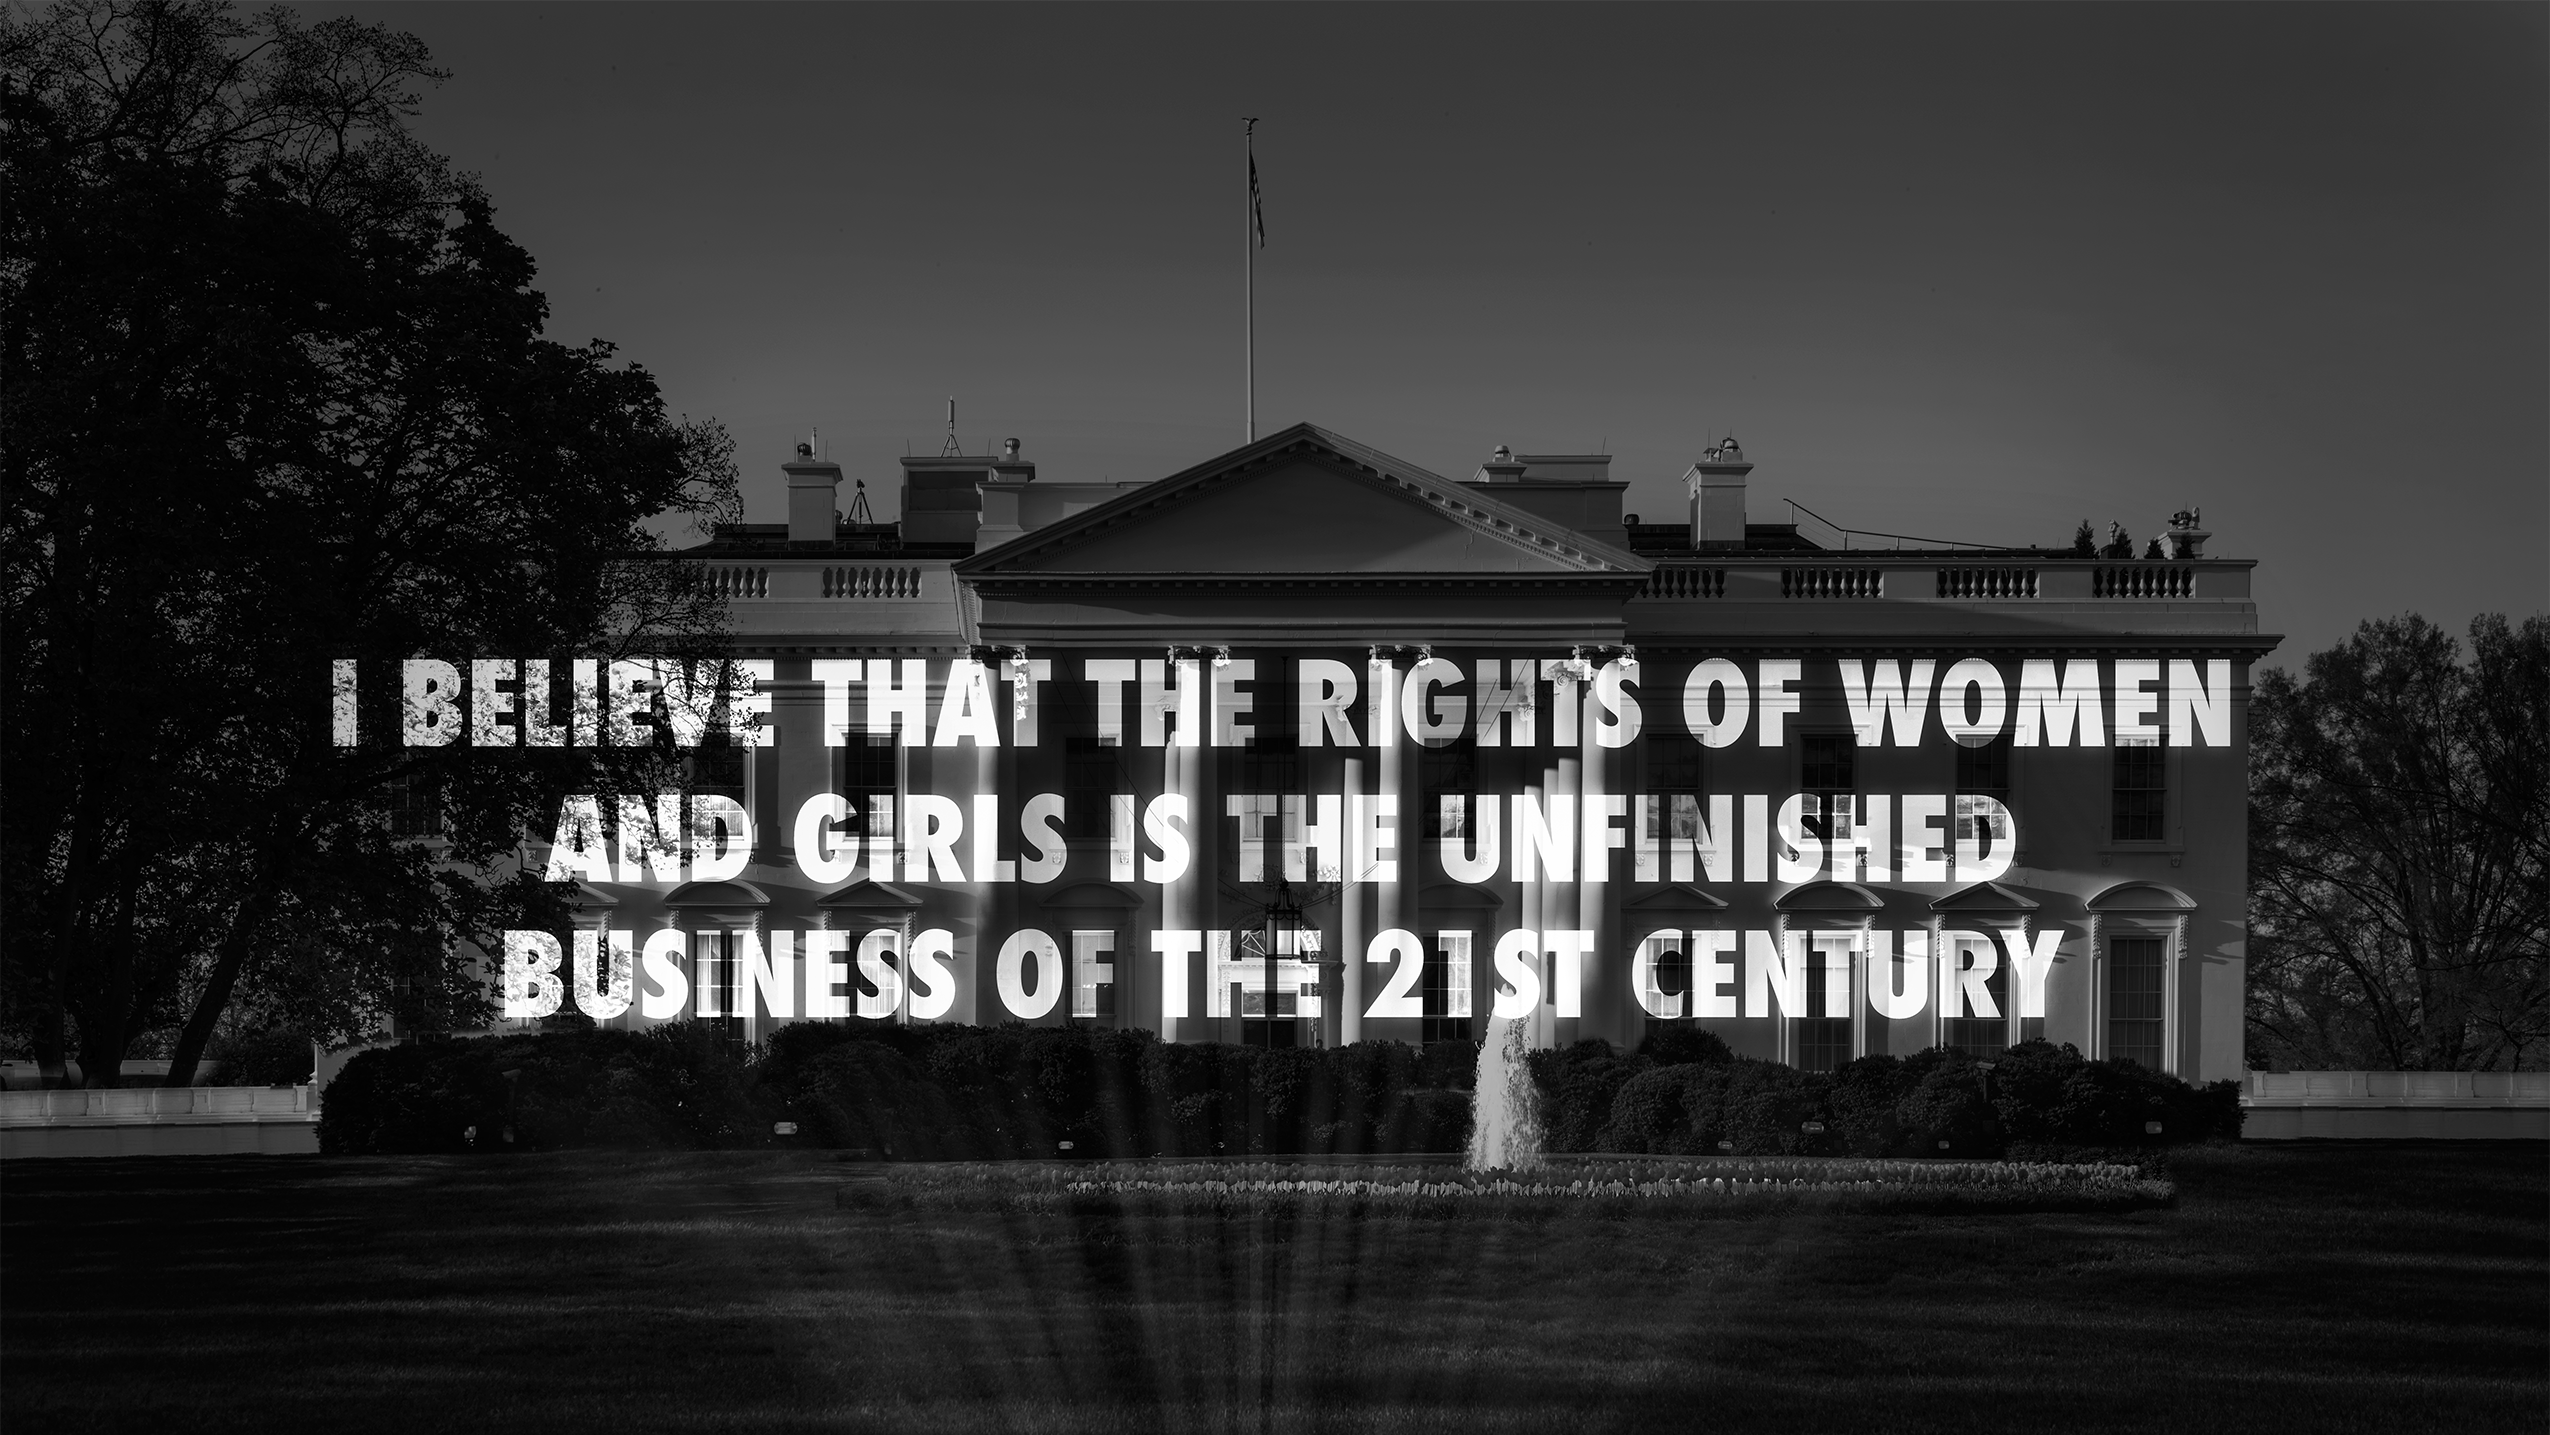 I BELIEVE THAT THE RIGHTS OF WOMEN
AND GIRLS IS THE UNFINISHED
BUSINESS OF THE 21ST CENTURY